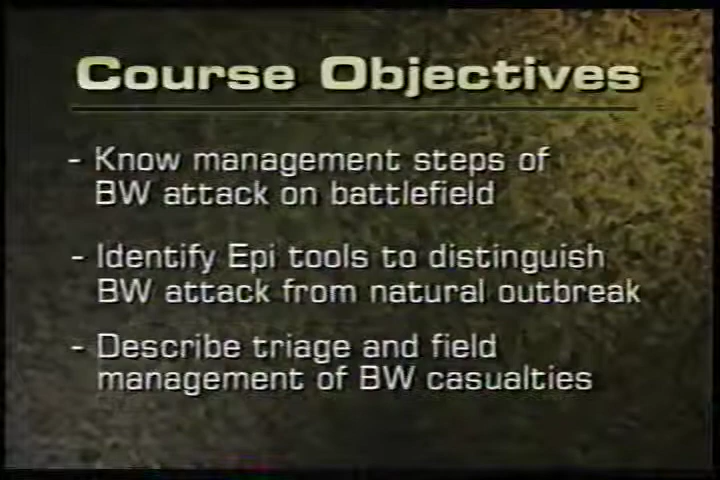 Course Objectives
- Know management steps of
BW attack on battlefield
- Identify Epi tools to distinguish
BW attack from natural outbreak
- Describe triage and field
management of BW casualties